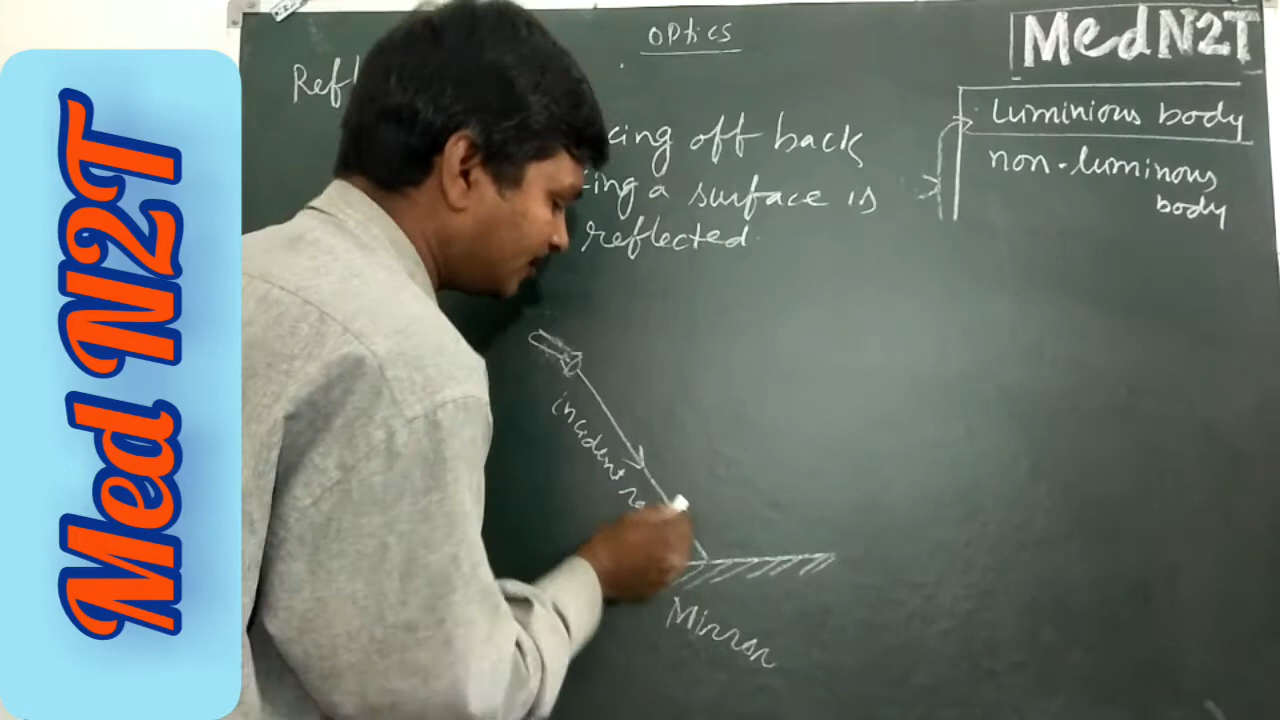 Med N2T
OPtics
MedN2T
Refl
cing off back
-ing a surface is
reflected.
luminious body
non-luminous
body
incident ra
Mirror